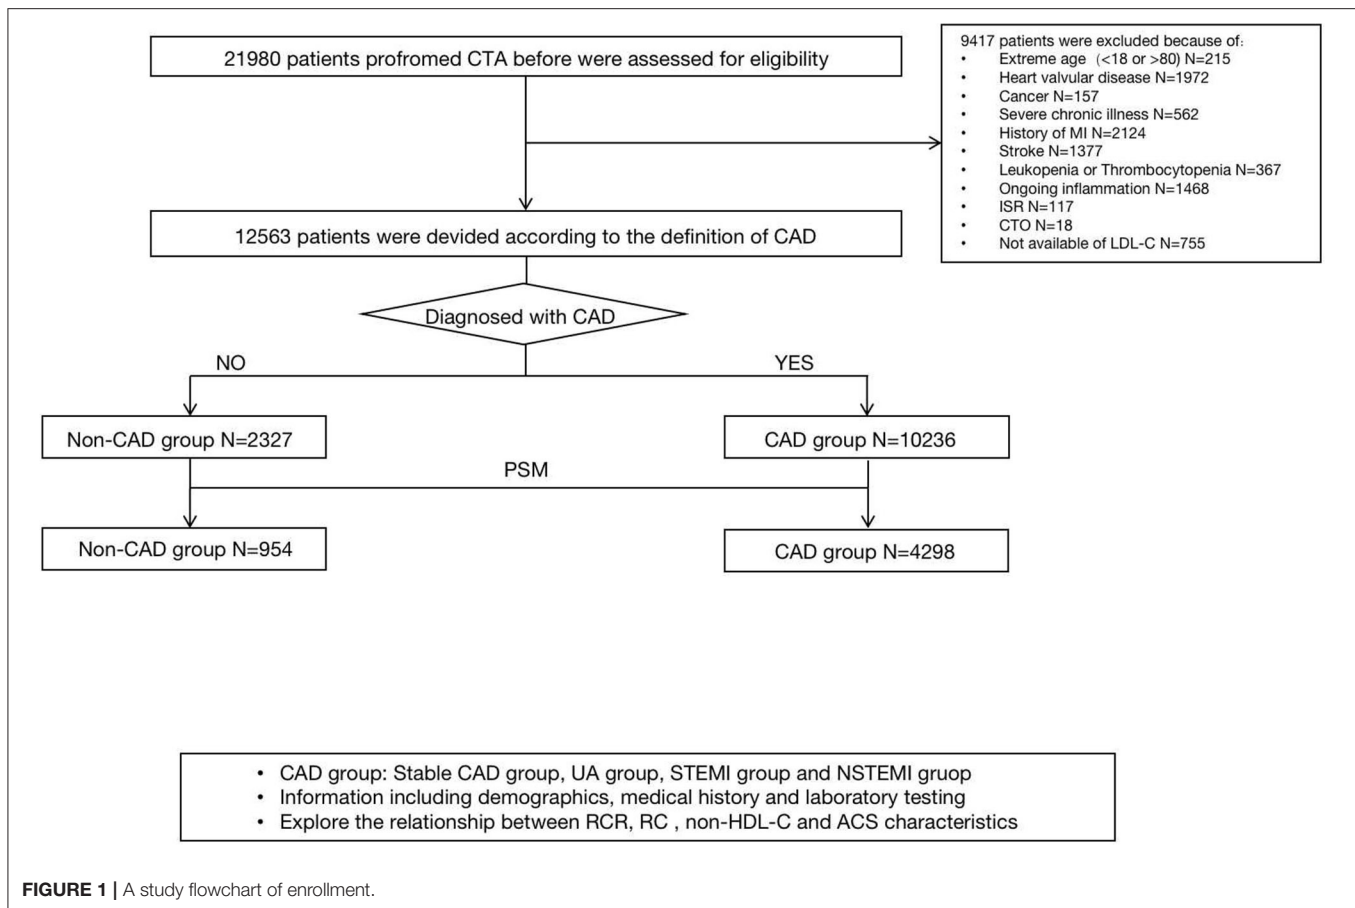 21980 patients profromed CTA before were assessed for eligibility
9417 patients were excluded because of:
• Extreme age (<18 or >80) N=215
• Heart valvular disease N=1972
• Cancer N=157
• Severe chronic illness N=562
• History of MI N=2124
• Stroke N=1377
• Leukopenia or Thrombocytopenia N=367
• Ongoing inflammation N=1468
• ISR N=117
• CTO N=18
• Not available of LDL-C N=755
12563 patients were devided according to the definition of CAD
Diagnosed with CAD
NO
YES
Non-CAD group N=2327
CAD group N=10236
PSM
Non-CAD group N=954
CAD group N=4298
• CAD group: Stable CAD group, UA group, STEMI group and NSTEMI gruop
• Information including demographics, medical history and laboratory testing
• Explore the relationship between RCR, RC , non-HDL-C and ACS characteristics
FIGURE 1 | A study flowchart of enrollment.